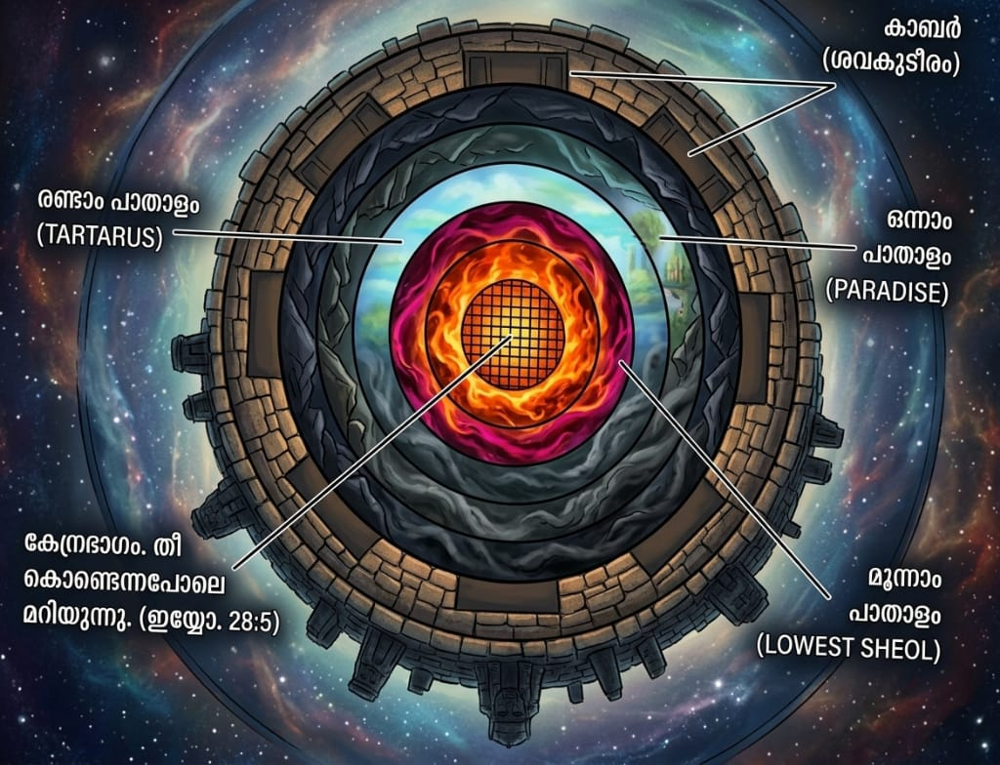 കാബർ
(ശവകുടീരം)
രണ്ടാം പാതാളം
(TARTARUS)
ഒന്നാം
പാതാളം
(PARADISE)
കേന്ദ്രഭാഗം. തീ
കൊണ്ടെന്നപോലെ
മറിയുന്നു. (ഇയ്യോ. 28:5)
മൂന്നാം
പാതാളം
(LOWEST SHEOL)